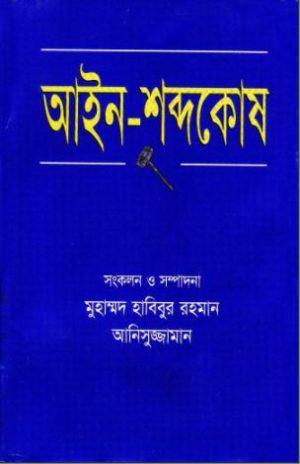 আইন-শব্দকোষ
সংকলন ও সম্পাদনা
মুহাম্মদ হাবিবুর রহমান
আনিসুজ্জামান